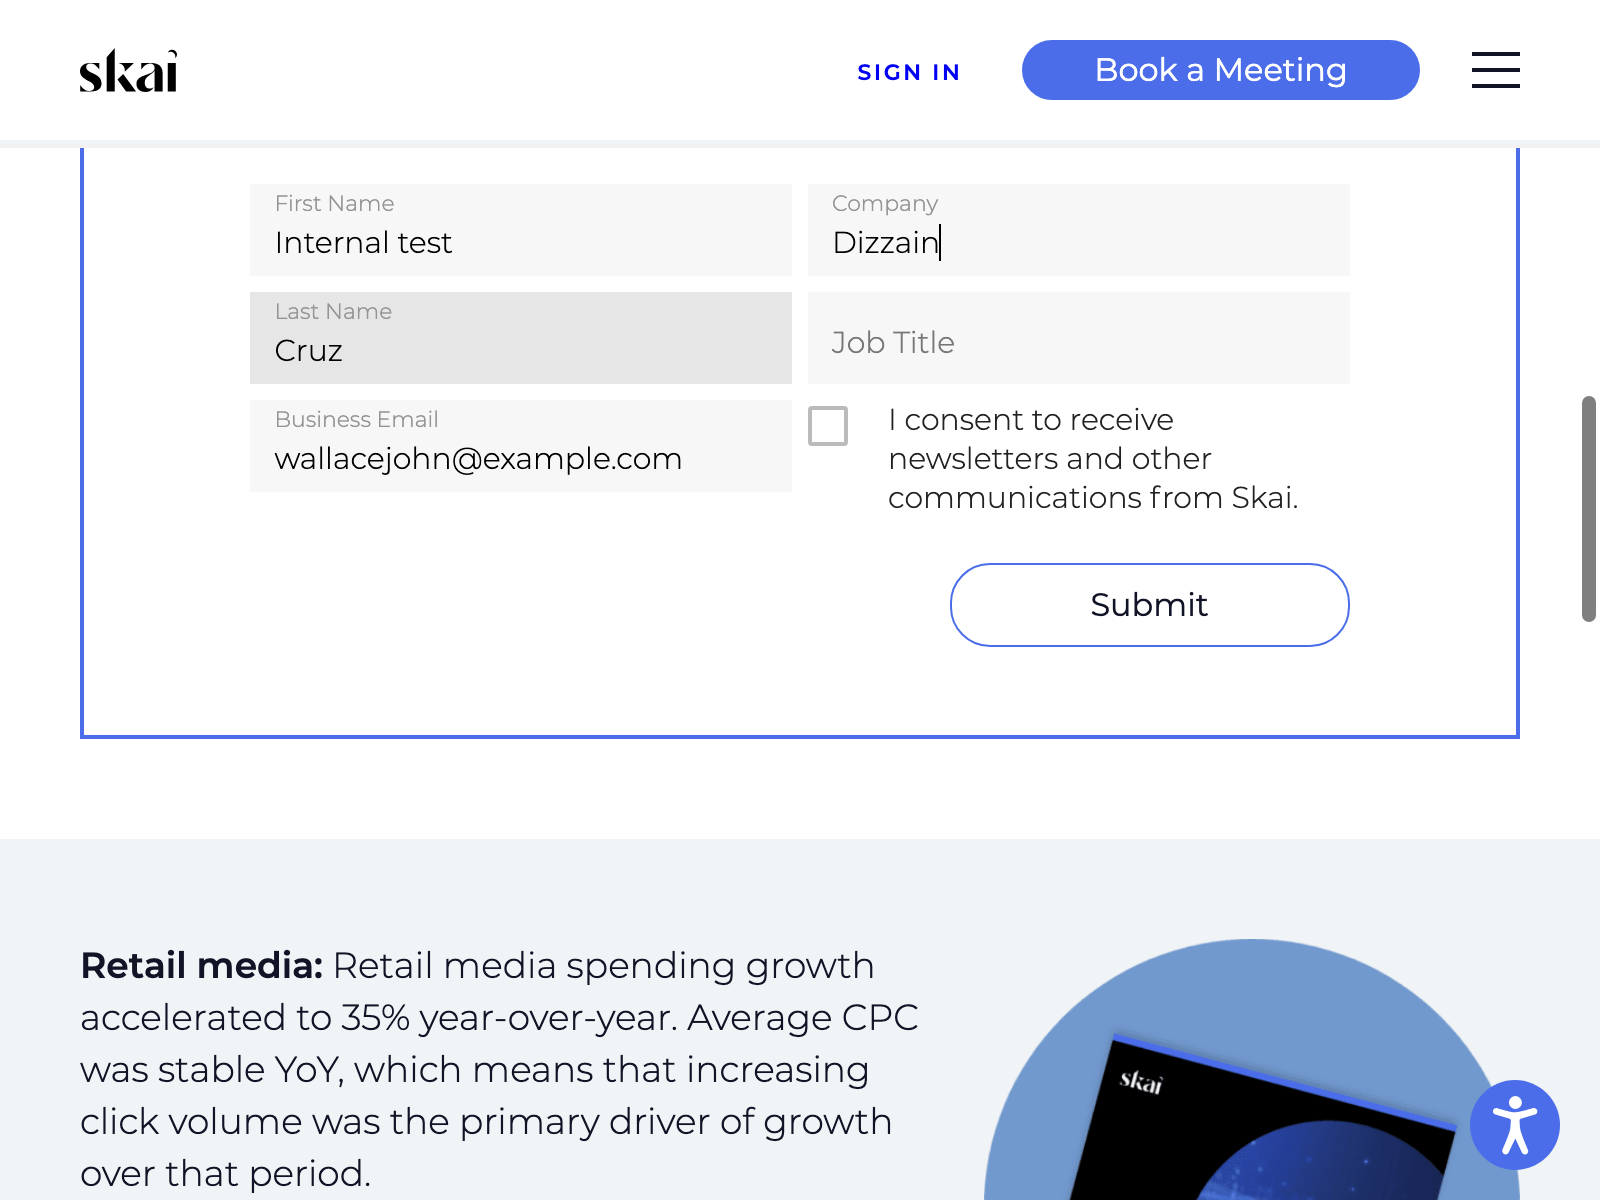 skai
SIGN IN
Book a Meeting
First Name
Internal test
Company
Dizzain
Last Name
Cruz
Job Title
Business Email
wallacejohn@example.com
I consent to receive
newsletters and other
communications from Skai.
Submit
Retail media: Retail media spending growth
accelerated to 35% year-over-year. Average CPC
was stable YoY, which means that increasing
click volume was the primary driver of growth
over that period.
skai